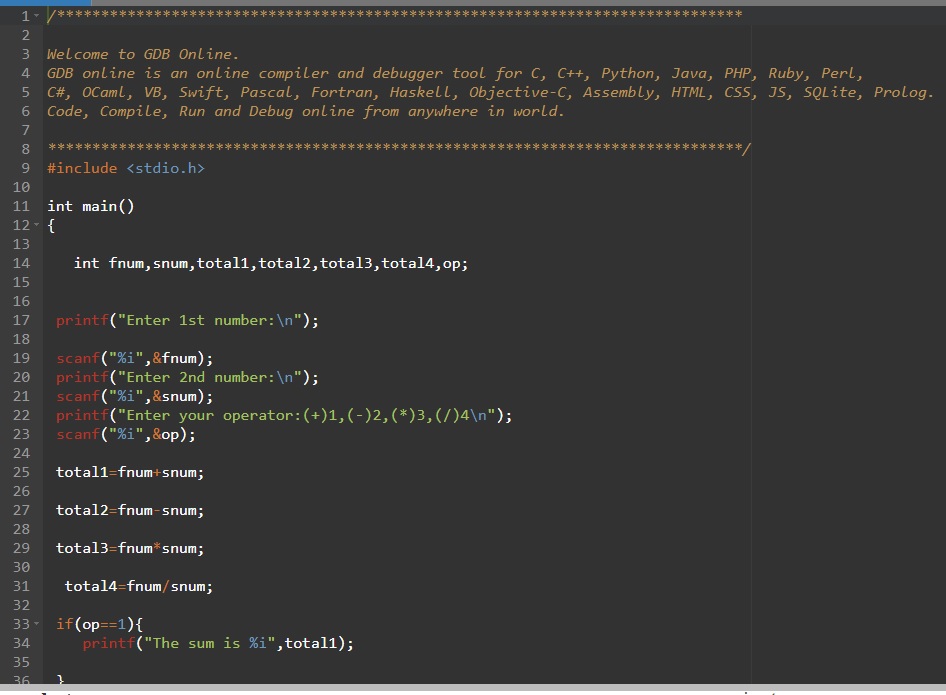 1 /******************************************************************************
2
3 Welcome to GDB Online.
4 GDB online is an online compiler and debugger tool for C, C++, Python, Java, PHP, Ruby, Perl,
5 C#, OCaml, VB, Swift, Pascal, Fortran, Haskell, Objective-C, Assembly, HTML, CSS, JS, SQLite, Prolog.
6 Code, Compile, Run and Debug online from anywhere in world.
7
8 *******************************************************************************/
9 #include <stdio.h>
10
11 int main()
12 {
13
14 int fnum,snum,total1,total2,total3,total4,op;
15
16
17 printf("Enter 1st number:\n");
18
19 scanf("%i",&fnum);
20 printf("Enter 2nd number:\n");
21 scanf("%i",&snum);
22 printf("Enter your operator:(+)1,(-)2,(*)3,(/)4\n");
23 scanf("%i",&op);
24
25 total1=fnum+snum;
26
27 total2=fnum-snum;
28
29 total3=fnum*snum;
30
31 total4=fnum/snum;
32
33 if(op==1){
34 printf("The sum is %i",total1);
35
36 }